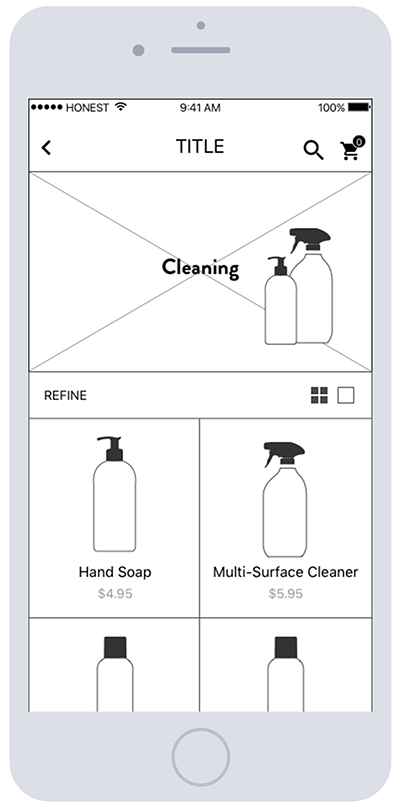 HONEST 9:41 AM 100%
TITLE 0
Cleaning
REFINE
Hand Soap Multi-Surface Cleaner
$4.95 $5.95